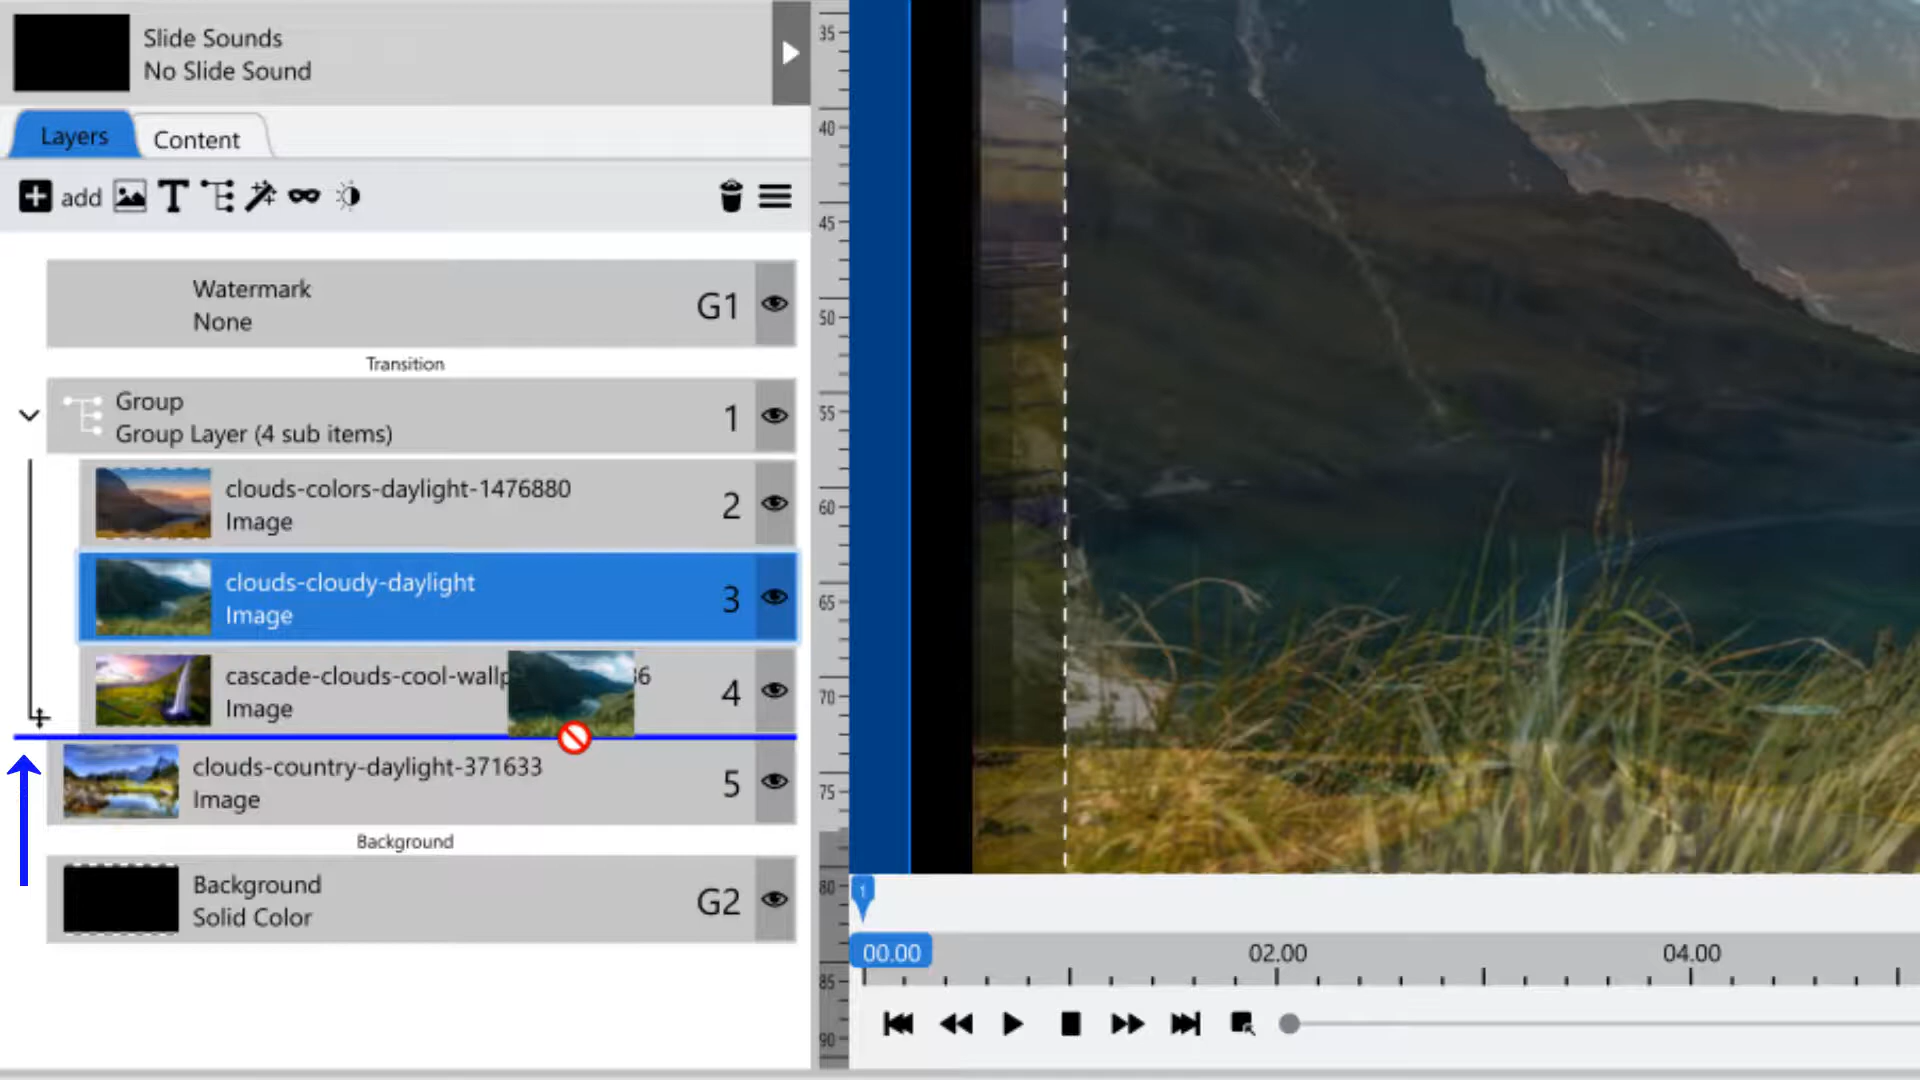 Slide Sounds
No Slide Sound
Layers
Content
add
Watermark
None
G1
Transition
Group
Group Layer (4 sub items)
1
clouds-colors-daylight-1476880
Image
2
clouds-cloudy-daylight
Image
3
cascade-clouds-cool-wallp
6
Image
4
clouds-country-daylight-371633
Image
5
Background
Background
Solid Color
G2
35
40
45
50
55
60
65
70
75
80
85
90
1
00.00
02.00
04.00